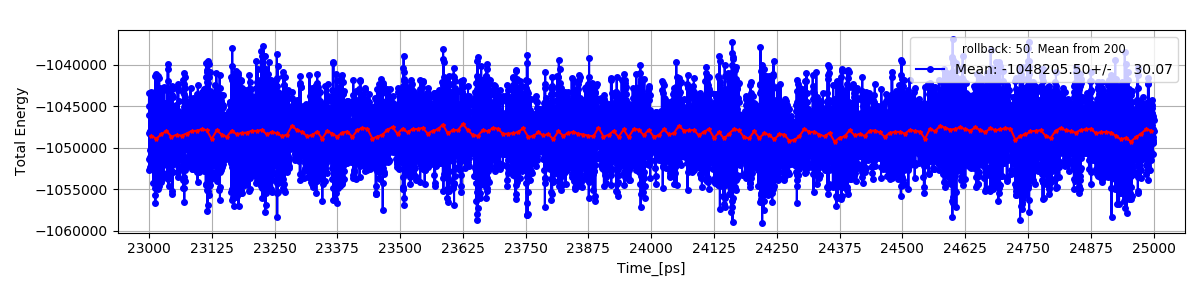 rollback: 50. Mean from 200
Mean: -1048205.50+/- 30.07
Total Energy
−1040000
−1045000
−1050000
−1055000
−1060000
23000 23125 23250 23375 23500 23625 23750 23875 24000 24125 24250 24375 24500 24625 24750 24875 25000
Time_[ps]